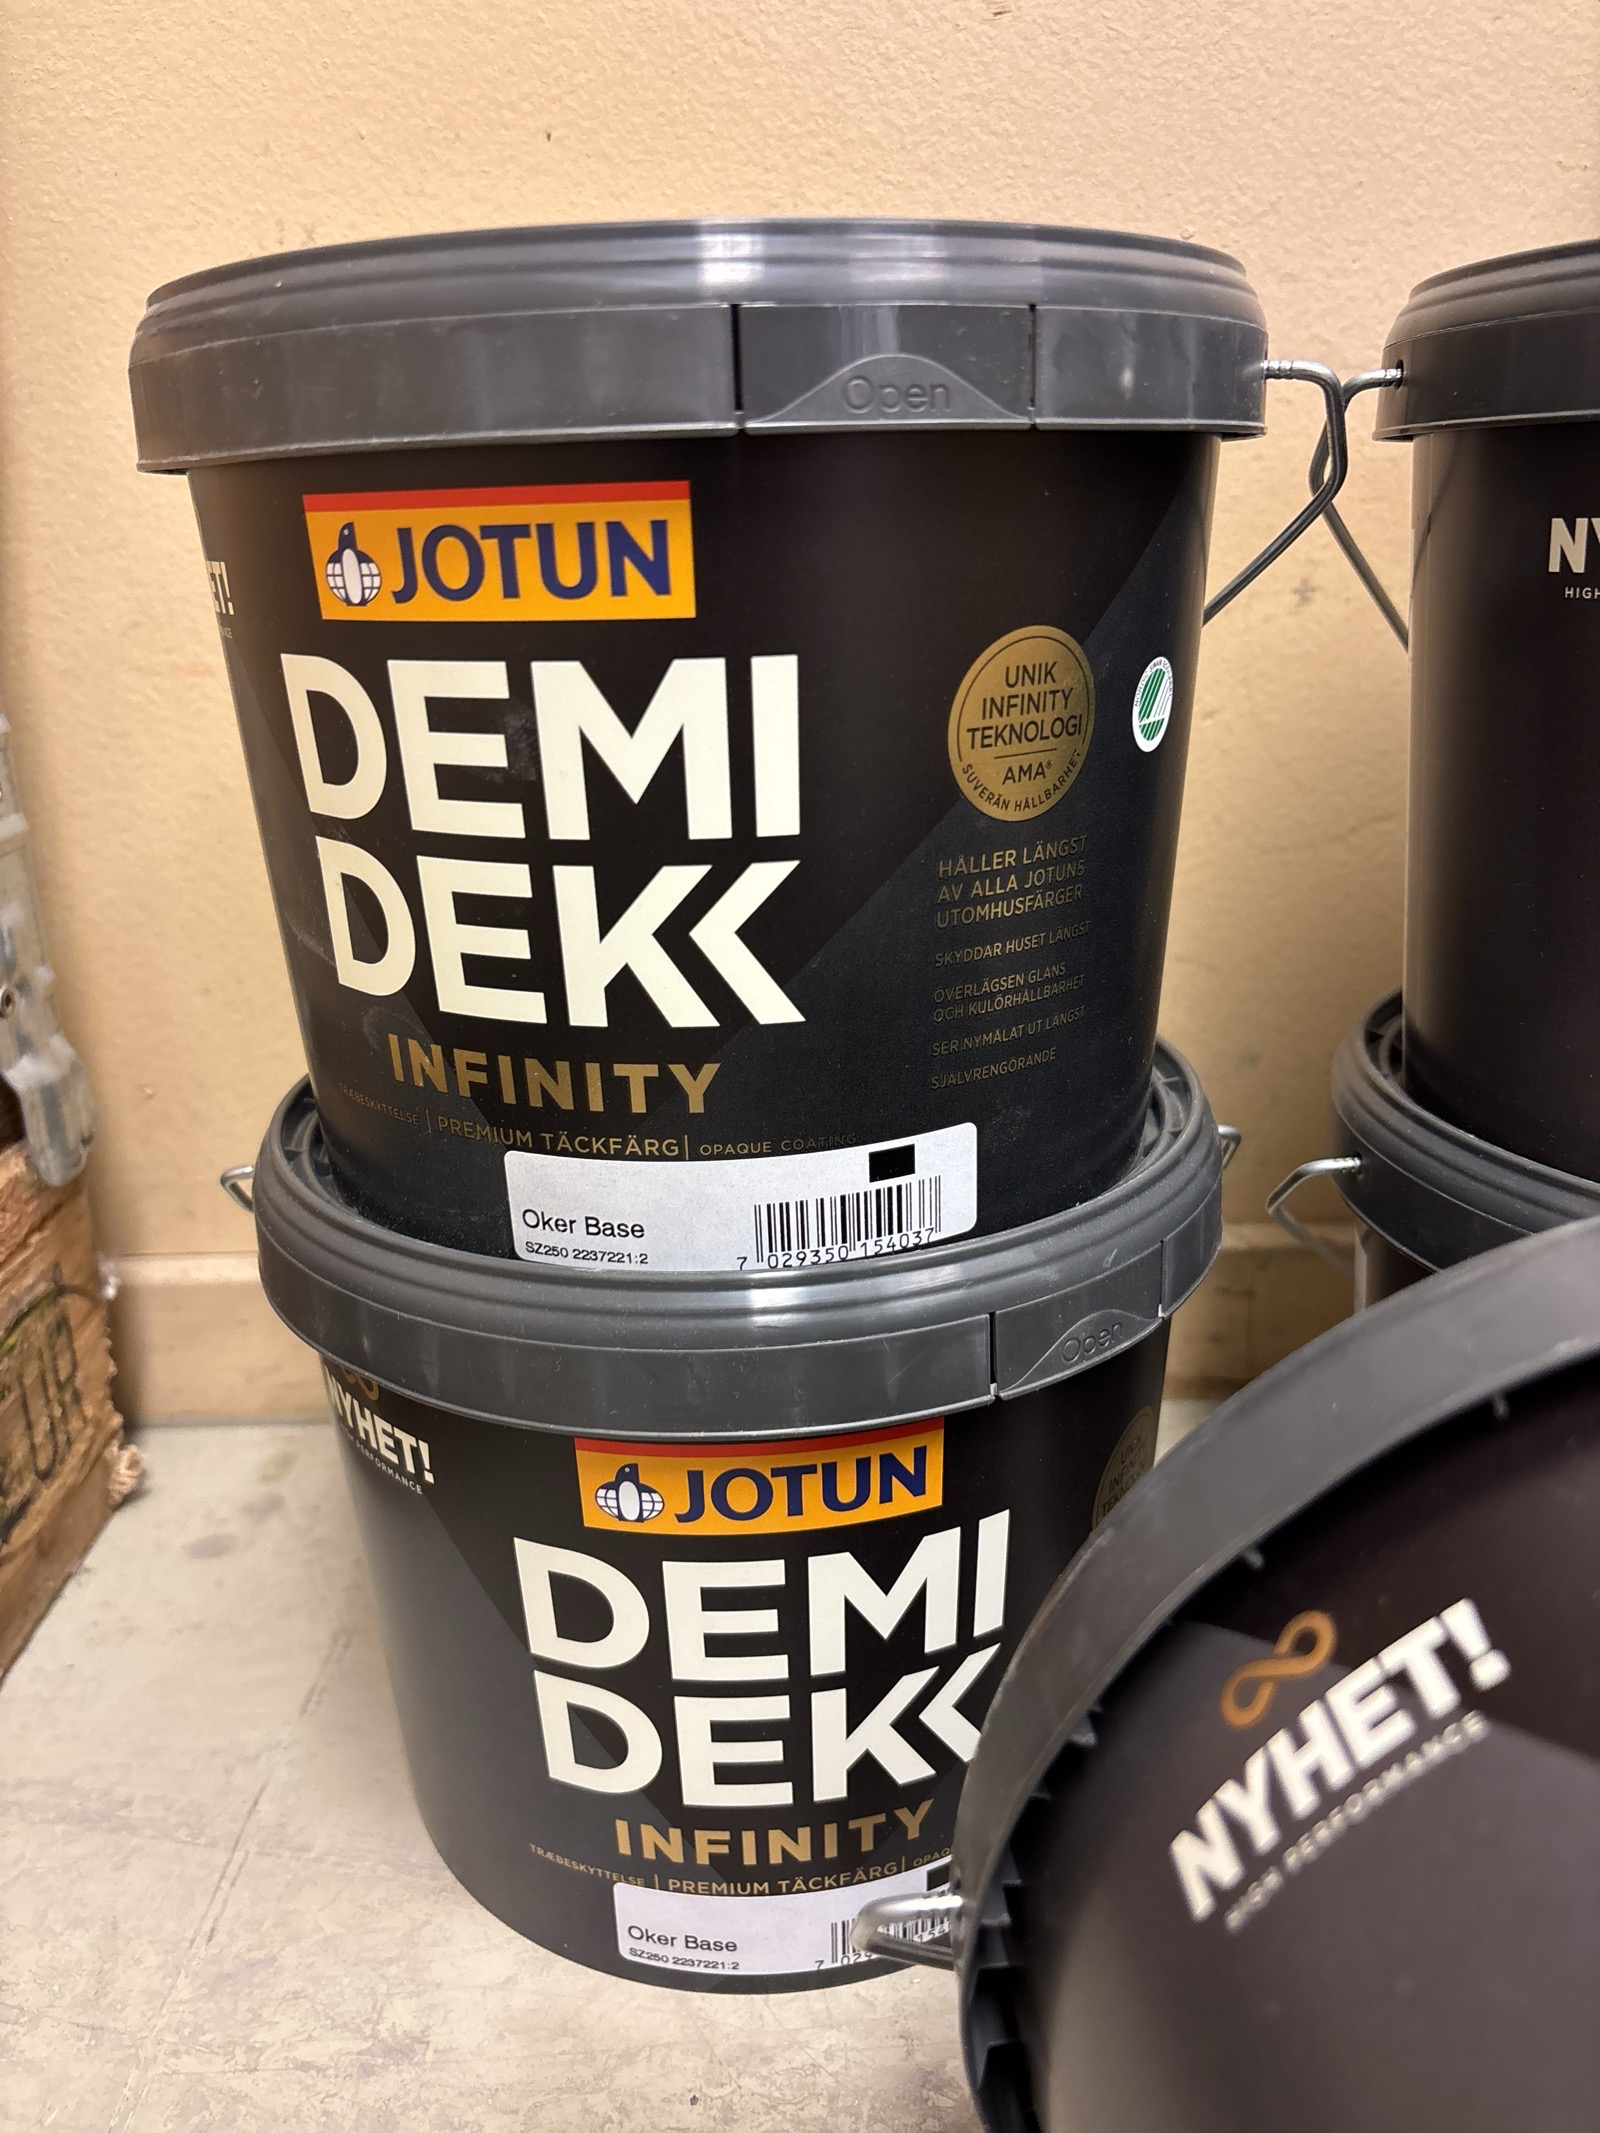 Open
JOTUN
DEMI
DEKK
INFINITY
TRÆBESKYTTELSE | PREMIUM TÄCKFÄRG | OPAQUE COATING
UNIK
INFINITY
TEKNOLOGI
AMA®
SUVERÄN HÅLLBARHET
HÅLLER LÄNGST
AV ALLA JOTUNS
UTOMHUSFÄRGER
SKYDDAR HUSET LÄNGST
ÖVERLÄGSEN GLANS
OCH KULÖRHÅLLBARHET
SER NYMÅLAT UT LÄNGST
SJÄLVRENGÖRANDE
Oker Base
SZ250 2237221:2
7 029350 154037
Open
NYHET!
PERFORMANCE
JOTUN
DEMI
DEKK
INFINITY
TRÆBESKYTTELSE | PREMIUM TÄCKFÄRG |
Oker Base
SZ250 2237221:2
UNIK
NYHET!
HIGH PERFORMANCE
HIGH